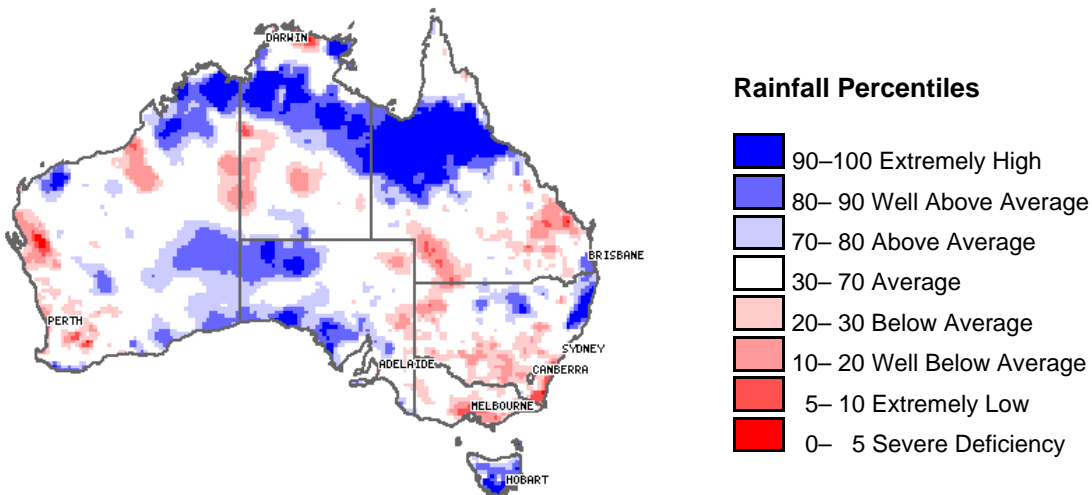 DARWIN
BRISBANE
PERTH
SYDNEY
ADELAIDE
CANBERRA
MELBOURNE
HOBART
Rainfall Percentiles
90–100 Extremely High
80– 90 Well Above Average
70– 80 Above Average
30– 70 Average
20– 30 Below Average
10– 20 Well Below Average
5– 10 Extremely Low
0– 5 Severe Deficiency